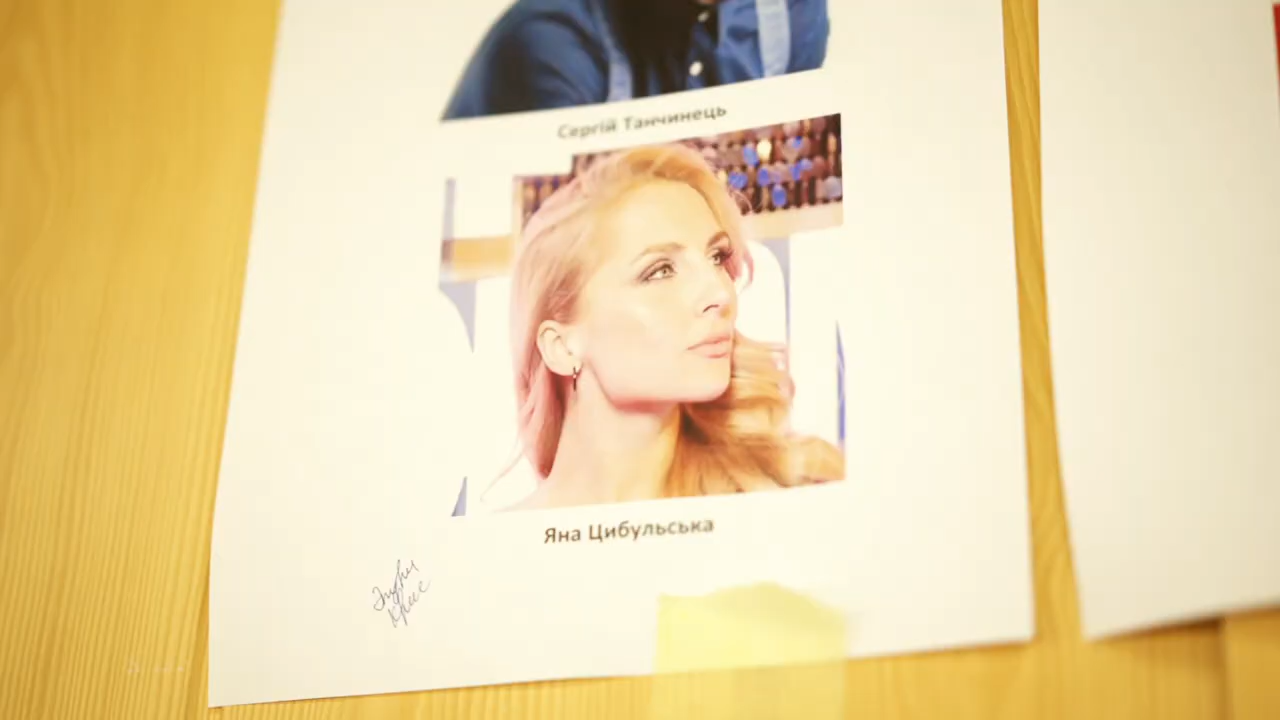 Сергій Танчинець
Яна Цибульська